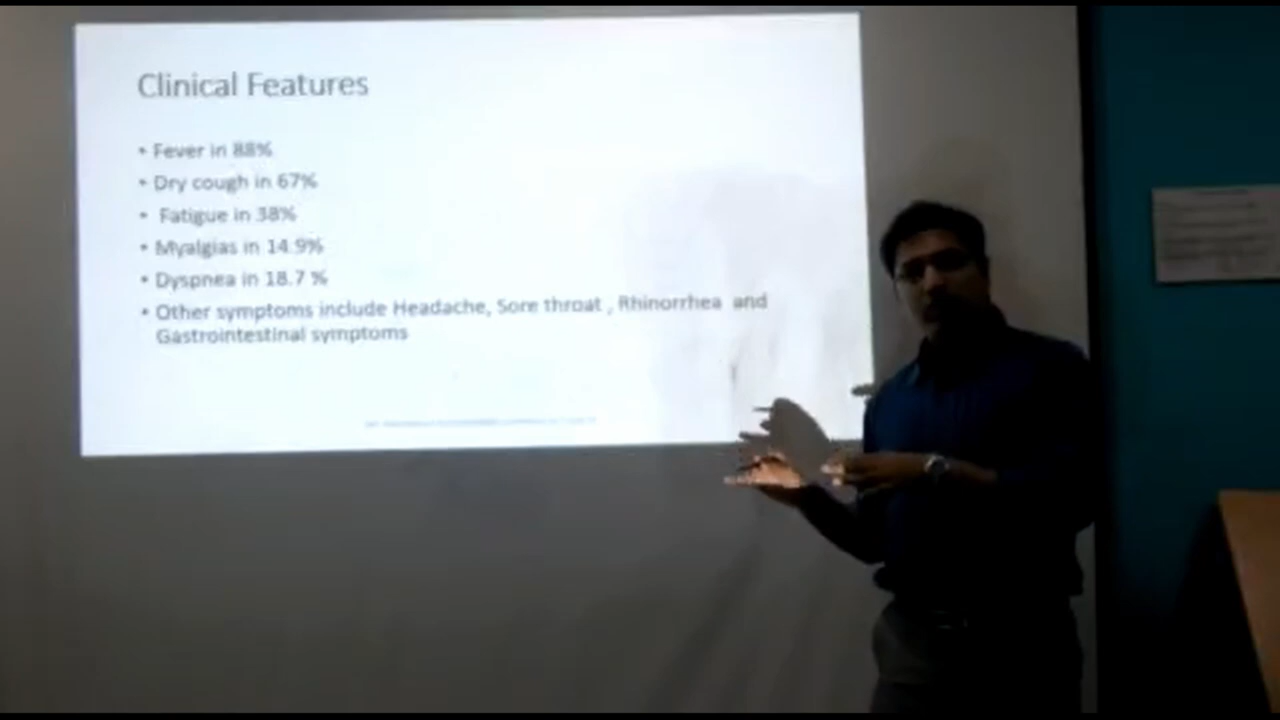 Clinical Features
• Fever in 88%
• Dry cough in 67%
• Fatigue in 38%
• Myalgias in 14.9%
• Dyspnea in 18.7 %
• Other symptoms include Headache, Sore throat , Rhinorrhea and
Gastrointestinal symptoms